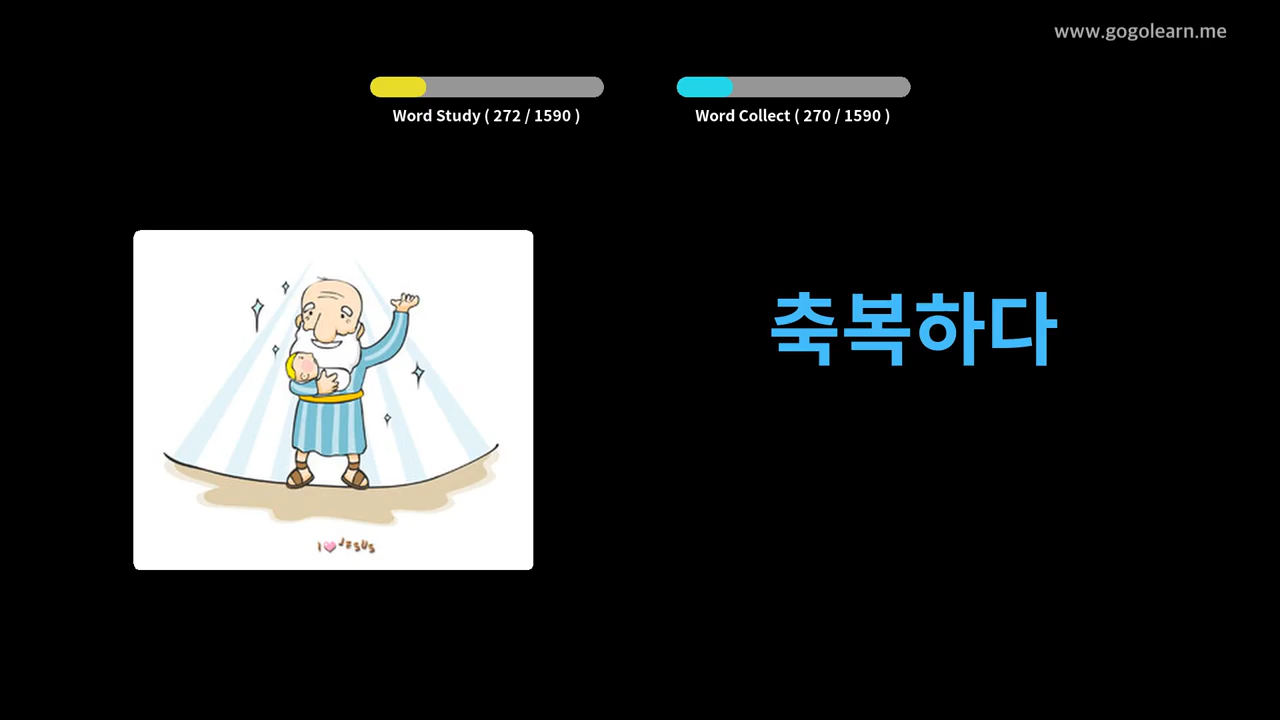 www.gogolearn.me
Word Study ( 272 / 1590 )
Word Collect ( 270 / 1590 )
축복하다
I ♥ JESUS